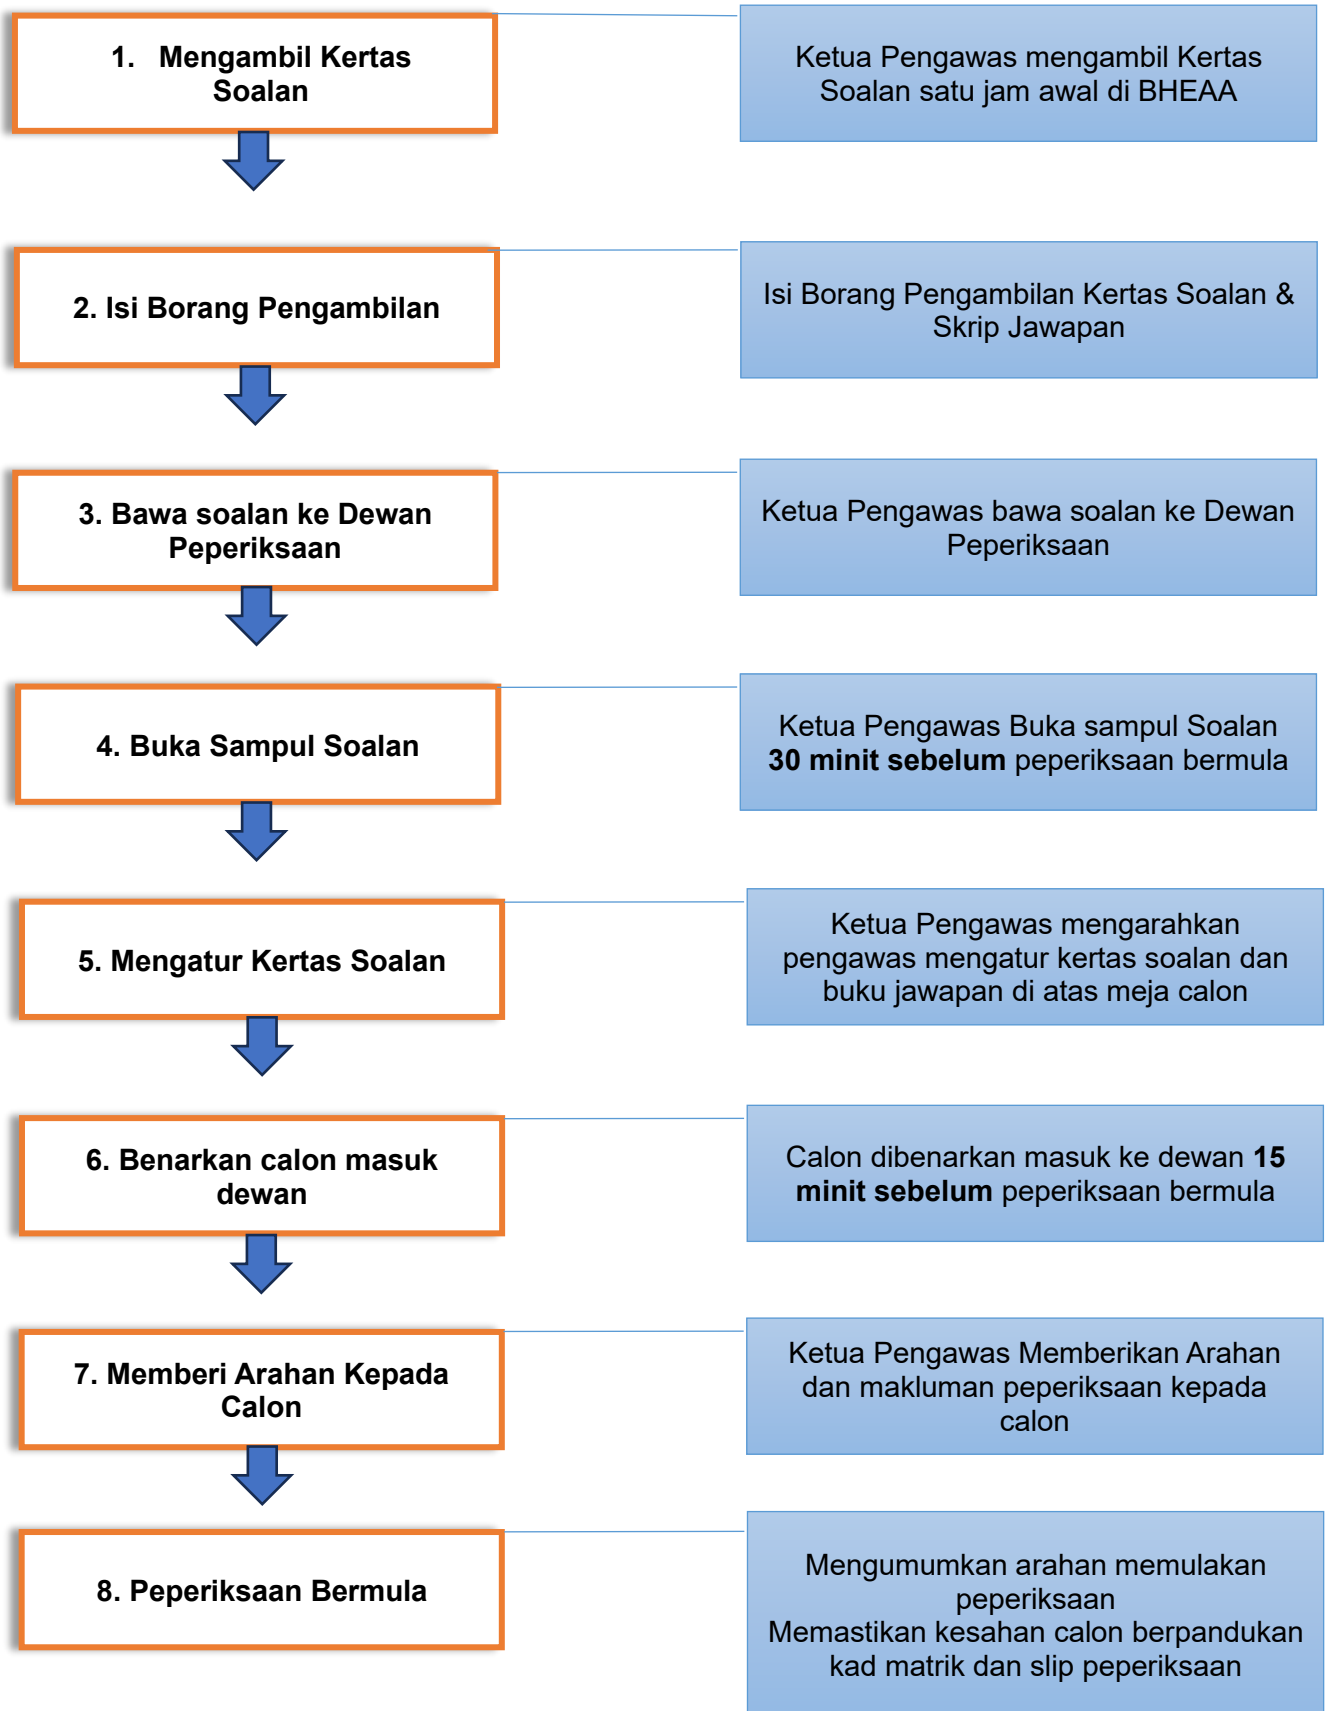 1. Mengambil Kertas
Soalan
Ketua Pengawas mengambil Kertas
Soalan satu jam awal di BHEAA
2. Isi Borang Pengambilan
Isi Borang Pengambilan Kertas Soalan &
Skrip Jawapan
3. Bawa soalan ke Dewan
Peperiksaan
Ketua Pengawas bawa soalan ke Dewan
Peperiksaan
4. Buka Sampul Soalan
Ketua Pengawas Buka sampul Soalan
30 minit sebelum peperiksaan bermula
5. Mengatur Kertas Soalan
Ketua Pengawas mengarahkan
pengawas mengatur kertas soalan dan
buku jawapan di atas meja calon
6. Benarkan calon masuk
dewan
Calon dibenarkan masuk ke dewan 15
minit sebelum peperiksaan bermula
7. Memberi Arahan Kepada
Calon
Ketua Pengawas Memberikan Arahan
dan makluman peperiksaan kepada
calon
8. Peperiksaan Bermula
Mengumumkan arahan memulakan
peperiksaan
Memastikan kesahan calon berpandukan
kad matrik dan slip peperiksaan